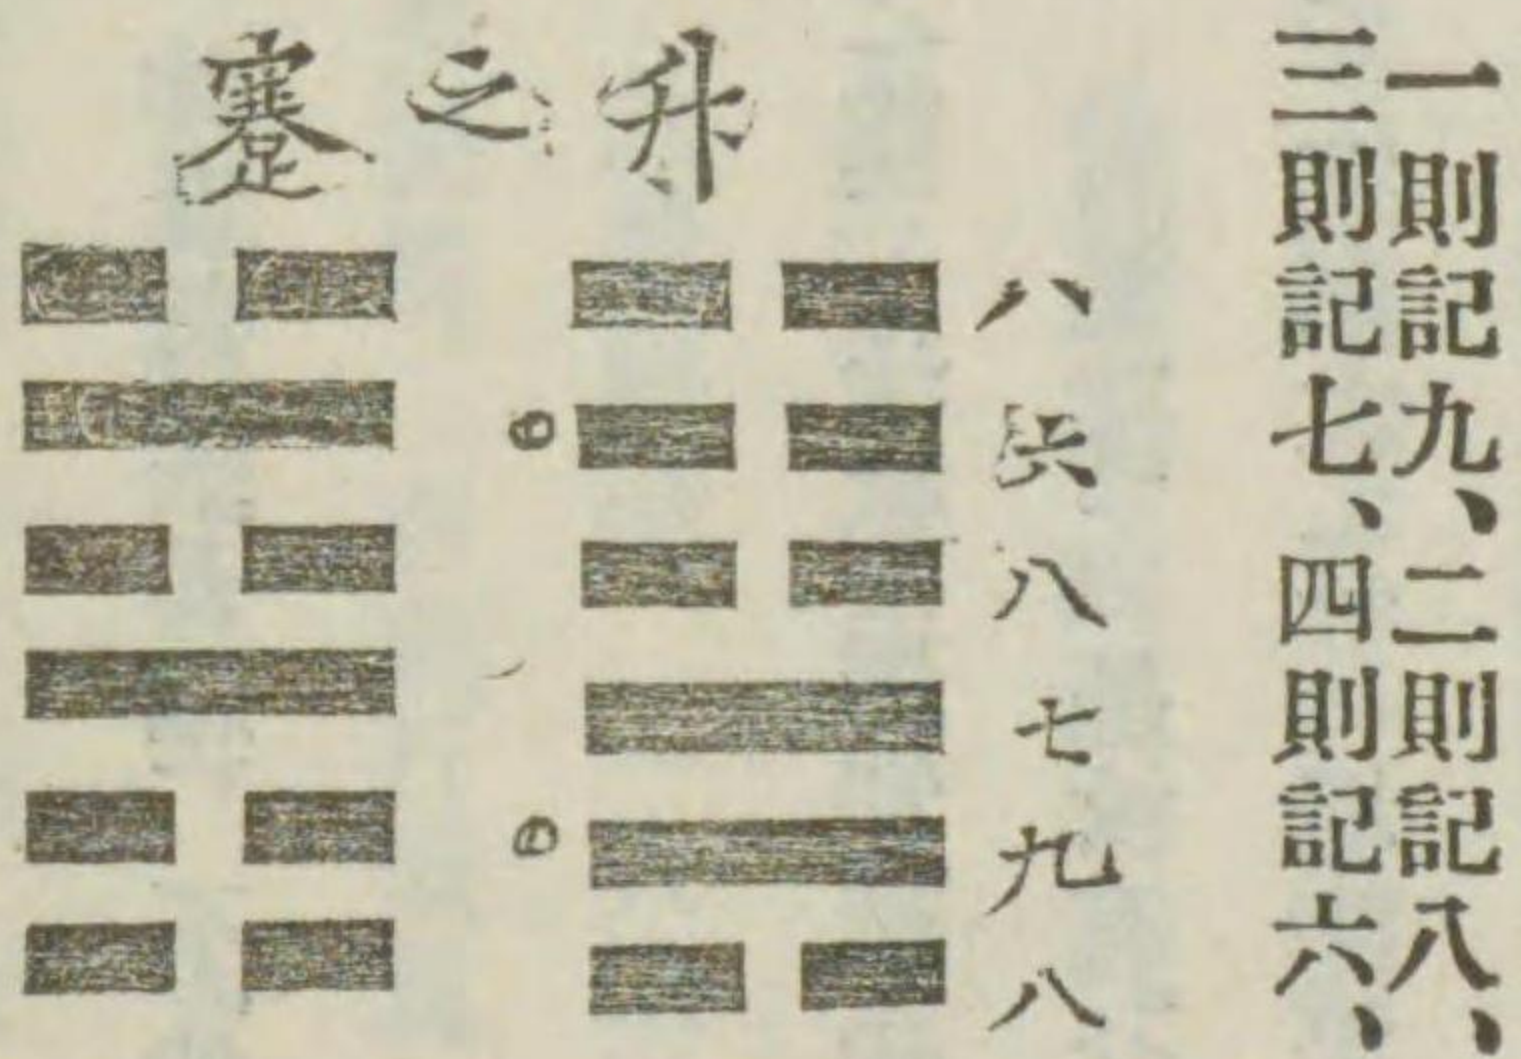 一則記九、二則記八、
三則記七、四則記六、
升之蹇
八
六
八
七
九
八